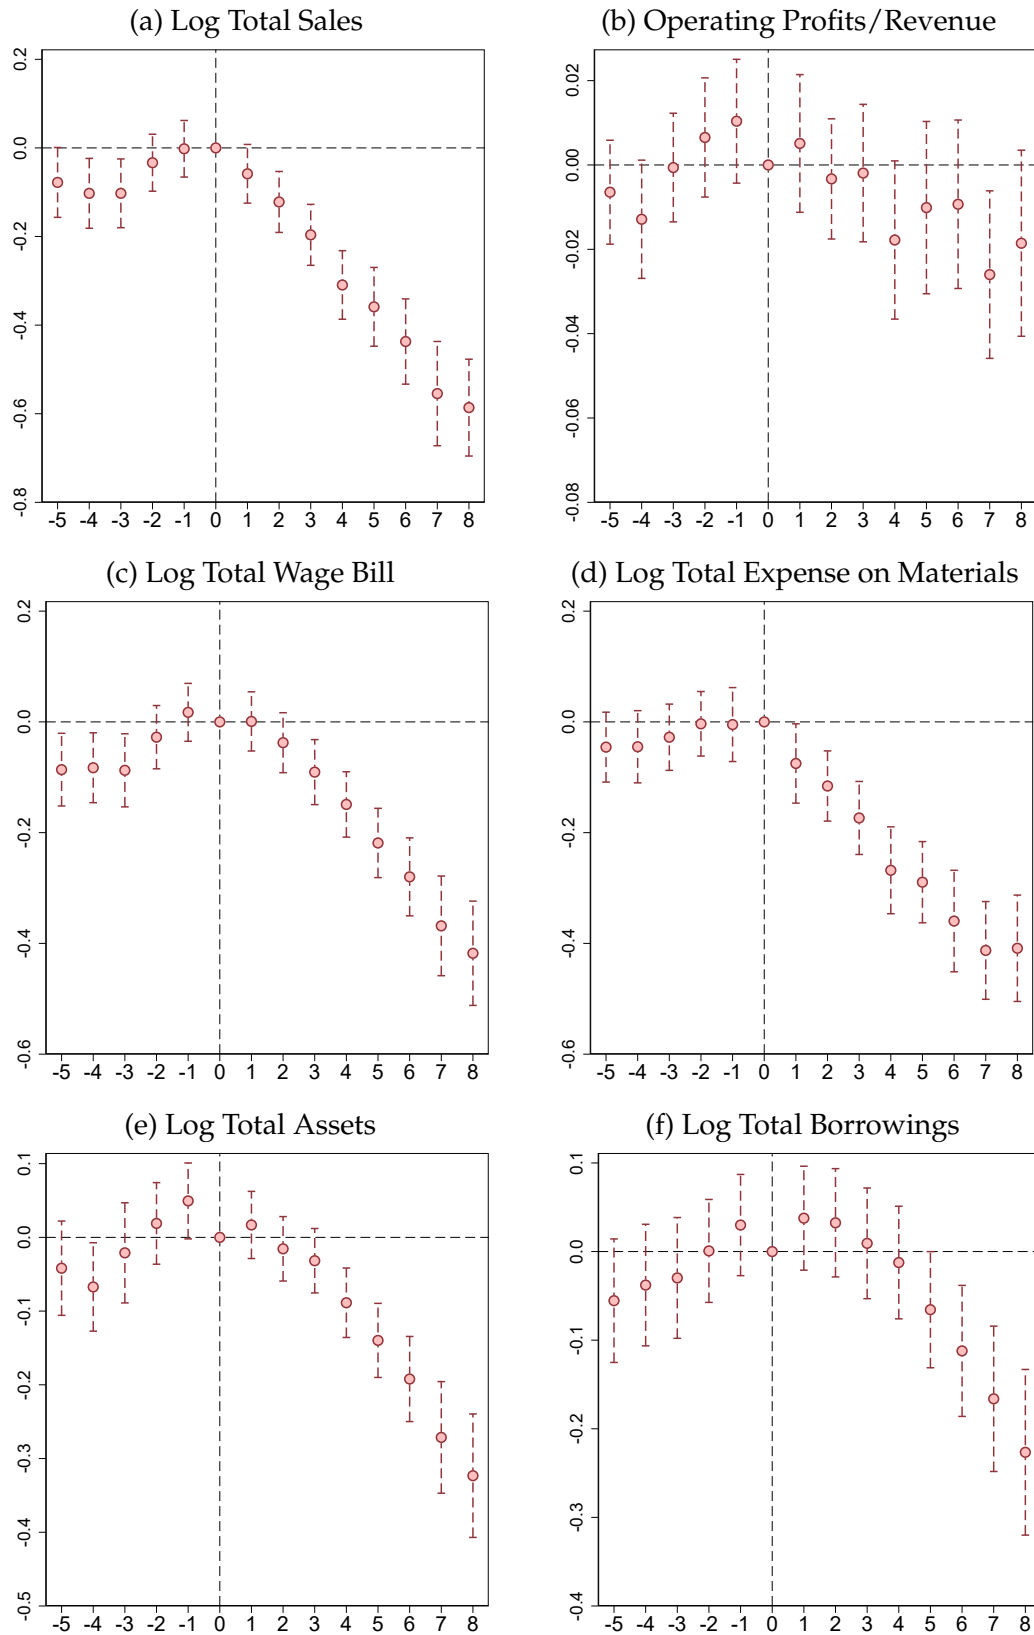 (a) Log Total Sales
0.2
0.0
-0.2
-0.4
-0.6
-0.8
-5 -4 -3 -2 -1 0 1 2 3 4 5 6 7 8
(b) Operating Profits/Revenue
0.02
0.00
-0.02
-0.04
-0.06
-0.08
-5 -4 -3 -2 -1 0 1 2 3 4 5 6 7 8
(c) Log Total Wage Bill
0.2
0.0
-0.2
-0.4
-0.6
-5 -4 -3 -2 -1 0 1 2 3 4 5 6 7 8
(d) Log Total Expense on Materials
0.2
0.0
-0.2
-0.4
-0.6
-5 -4 -3 -2 -1 0 1 2 3 4 5 6 7 8
(e) Log Total Assets
0.1
0.0
-0.1
-0.2
-0.3
-0.4
-0.5
-5 -4 -3 -2 -1 0 1 2 3 4 5 6 7 8
(f) Log Total Borrowings
0.1
0.0
-0.1
-0.2
-0.3
-0.4
-5 -4 -3 -2 -1 0 1 2 3 4 5 6 7 8